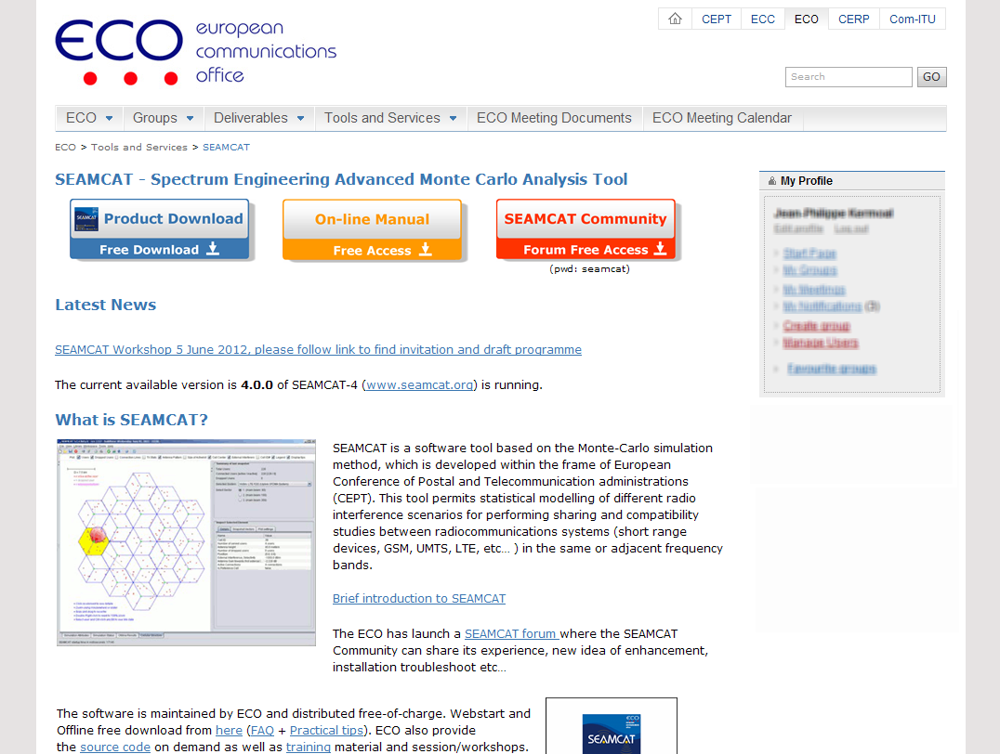 ECO european
communications
office
CEPT ECC ECO CERP Com-ITU
Search GO
ECO Groups Deliverables Tools and Services ECO Meeting Documents ECO Meeting Calendar
ECO > Tools and Services > SEAMCAT
SEAMCAT - Spectrum Engineering Advanced Monte Carlo Analysis Tool
SEAMCAT Product Download
Free Download
On-line Manual
Free Access
SEAMCAT Community
Forum Free Access
(pwd: seamcat)
My Profile
Jean-Philippe Kermoal
Edit profile Log out
Start Page
My Groups
My Meetings
My Notifications (3)
Create group
Manage Users
Favourite groups
Latest News
SEAMCAT Workshop 5 June 2012, please follow link to find invitation and draft programme
The current available version is 4.0.0 of SEAMCAT-4 (www.seamcat.org) is running.
What is SEAMCAT?
SEAMCAT is a software tool based on the Monte-Carlo simulation
method, which is developed within the frame of European
Conference of Postal and Telecommunication administrations
(CEPT). This tool permits statistical modelling of different radio
interference scenarios for performing sharing and compatibility
studies between radiocommunications systems (short range
devices, GSM, UMTS, LTE, etc... ) in the same or adjacent frequency
bands.
Brief introduction to SEAMCAT
The ECO has launch a SEAMCAT forum where the SEAMCAT
Community can share its experience, new idea of enhancement,
installation troubleshoot etc…
The software is maintained by ECO and distributed free-of-charge. Webstart and
Offline free download from here (FAQ + Practical tips). ECO also provide
the source code on demand as well as training material and session/workshops.
ECO
SEAMCAT